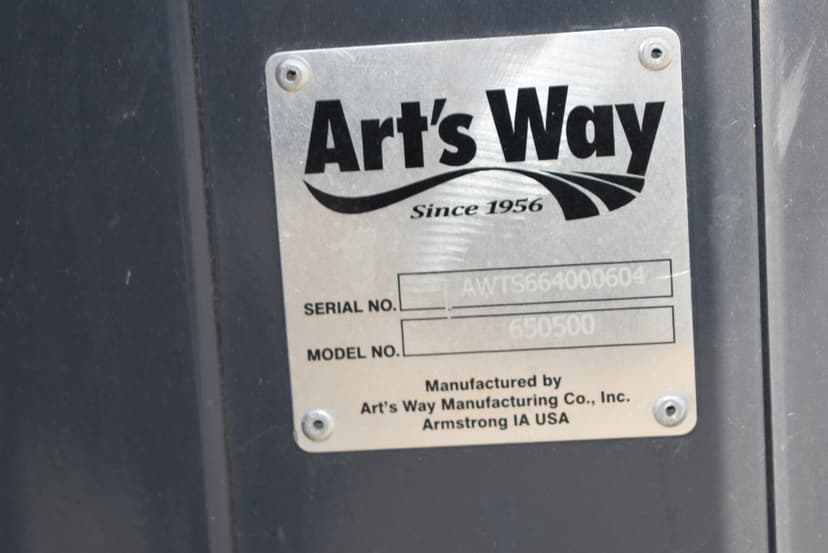 Art's Way
Since 1956
SERIAL NO. AWTS664000604
MODEL NO. 650500
Manufactured by
Art's Way Manufacturing Co., Inc.
Armstrong IA USA